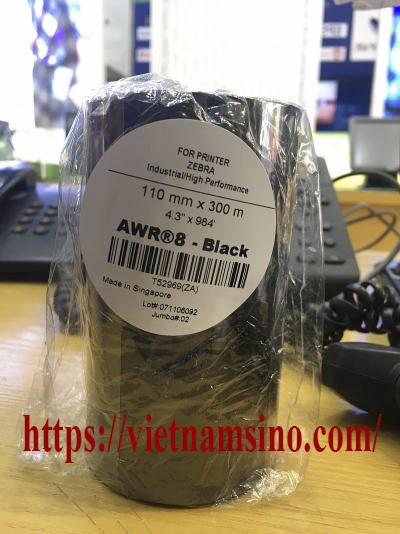 FOR PRINTER
ZEBRA
Industrial/High Performance
110 mm x 300 m
4.3" x 984'
AWR®8 - Black
T52969(ZA)
Made in Singapore
Lot#:071106092
Jumbo#:02
https://vietnamsino.com/